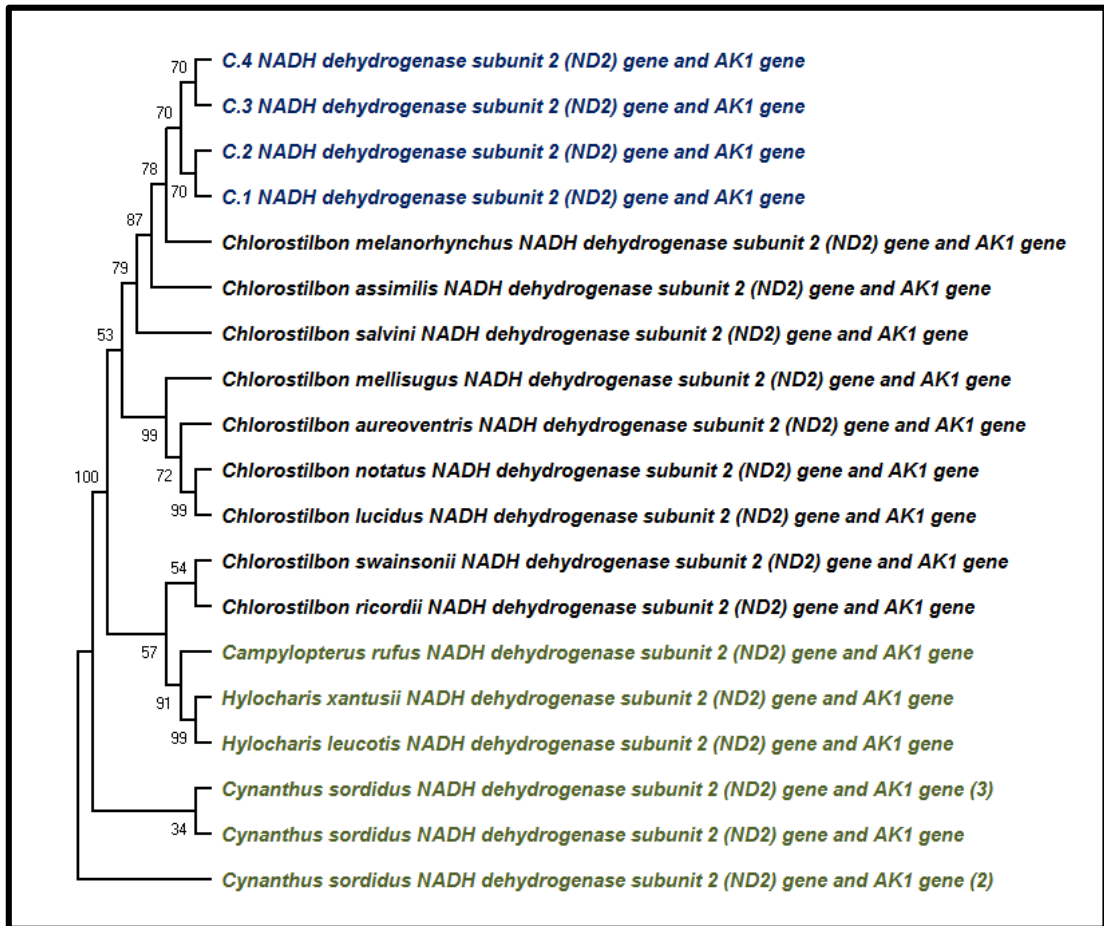 70
C.4 NADH dehydrogenase subunit 2 (ND2) gene and AK1 gene
70
C.3 NADH dehydrogenase subunit 2 (ND2) gene and AK1 gene
C.2 NADH dehydrogenase subunit 2 (ND2) gene and AK1 gene
78
70
C.1 NADH dehydrogenase subunit 2 (ND2) gene and AK1 gene
87
Chlorostilbon melanorhynchus NADH dehydrogenase subunit 2 (ND2) gene and AK1 gene
79
Chlorostilbon assimilis NADH dehydrogenase subunit 2 (ND2) gene and AK1 gene
53
Chlorostilbon salvini NADH dehydrogenase subunit 2 (ND2) gene and AK1 gene
Chlorostilbon mellisugus NADH dehydrogenase subunit 2 (ND2) gene and AK1 gene
99
Chlorostilbon aureoventris NADH dehydrogenase subunit 2 (ND2) gene and AK1 gene
72
Chlorostilbon notatus NADH dehydrogenase subunit 2 (ND2) gene and AK1 gene
100
99
Chlorostilbon lucidus NADH dehydrogenase subunit 2 (ND2) gene and AK1 gene
54
Chlorostilbon swainsonii NADH dehydrogenase subunit 2 (ND2) gene and AK1 gene
Chlorostilbon ricordii NADH dehydrogenase subunit 2 (ND2) gene and AK1 gene
57
Campylopterus rufus NADH dehydrogenase subunit 2 (ND2) gene and AK1 gene
91
Hylocharis xantusii NADH dehydrogenase subunit 2 (ND2) gene and AK1 gene
99
Hylocharis leucotis NADH dehydrogenase subunit 2 (ND2) gene and AK1 gene
Cynanthus sordidus NADH dehydrogenase subunit 2 (ND2) gene and AK1 gene (3)
34
Cynanthus sordidus NADH dehydrogenase subunit 2 (ND2) gene and AK1 gene
Cynanthus sordidus NADH dehydrogenase subunit 2 (ND2) gene and AK1 gene (2)